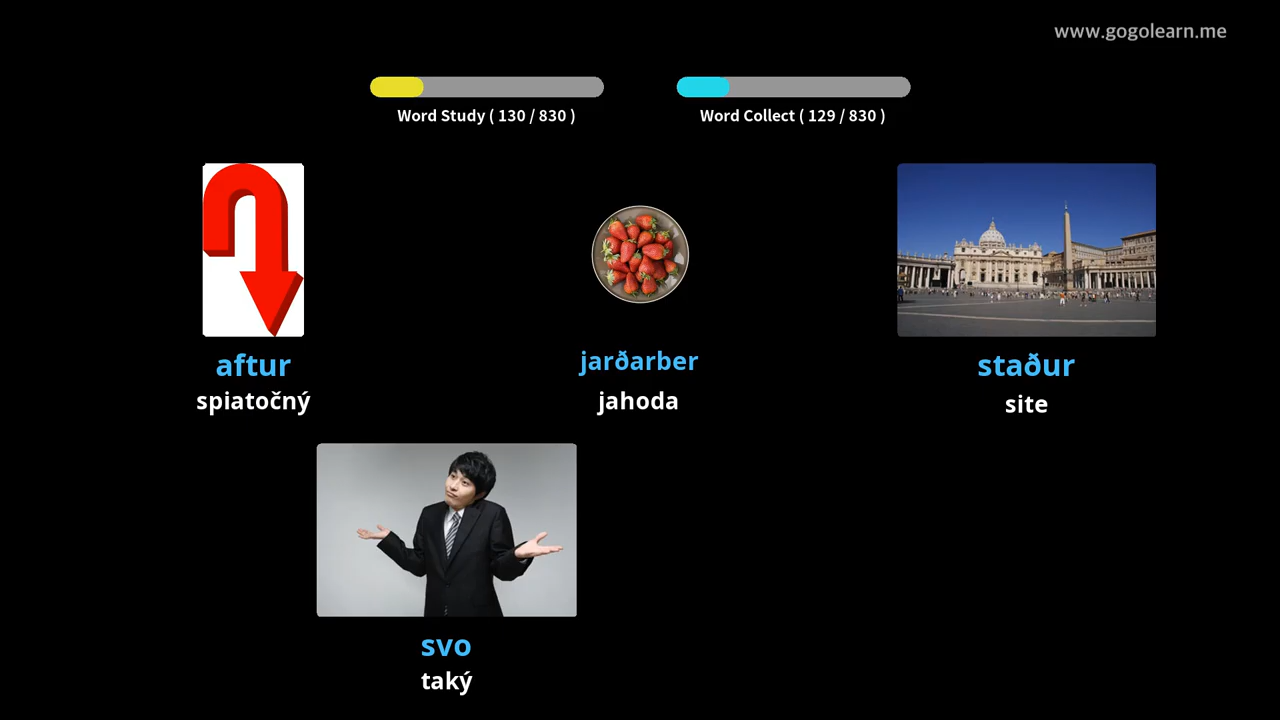 www.gogolearn.me
Word Study ( 130 / 830 )
Word Collect ( 129 / 830 )
aftur
spiatočný
jarðarber
jahoda
staður
site
svo
taký